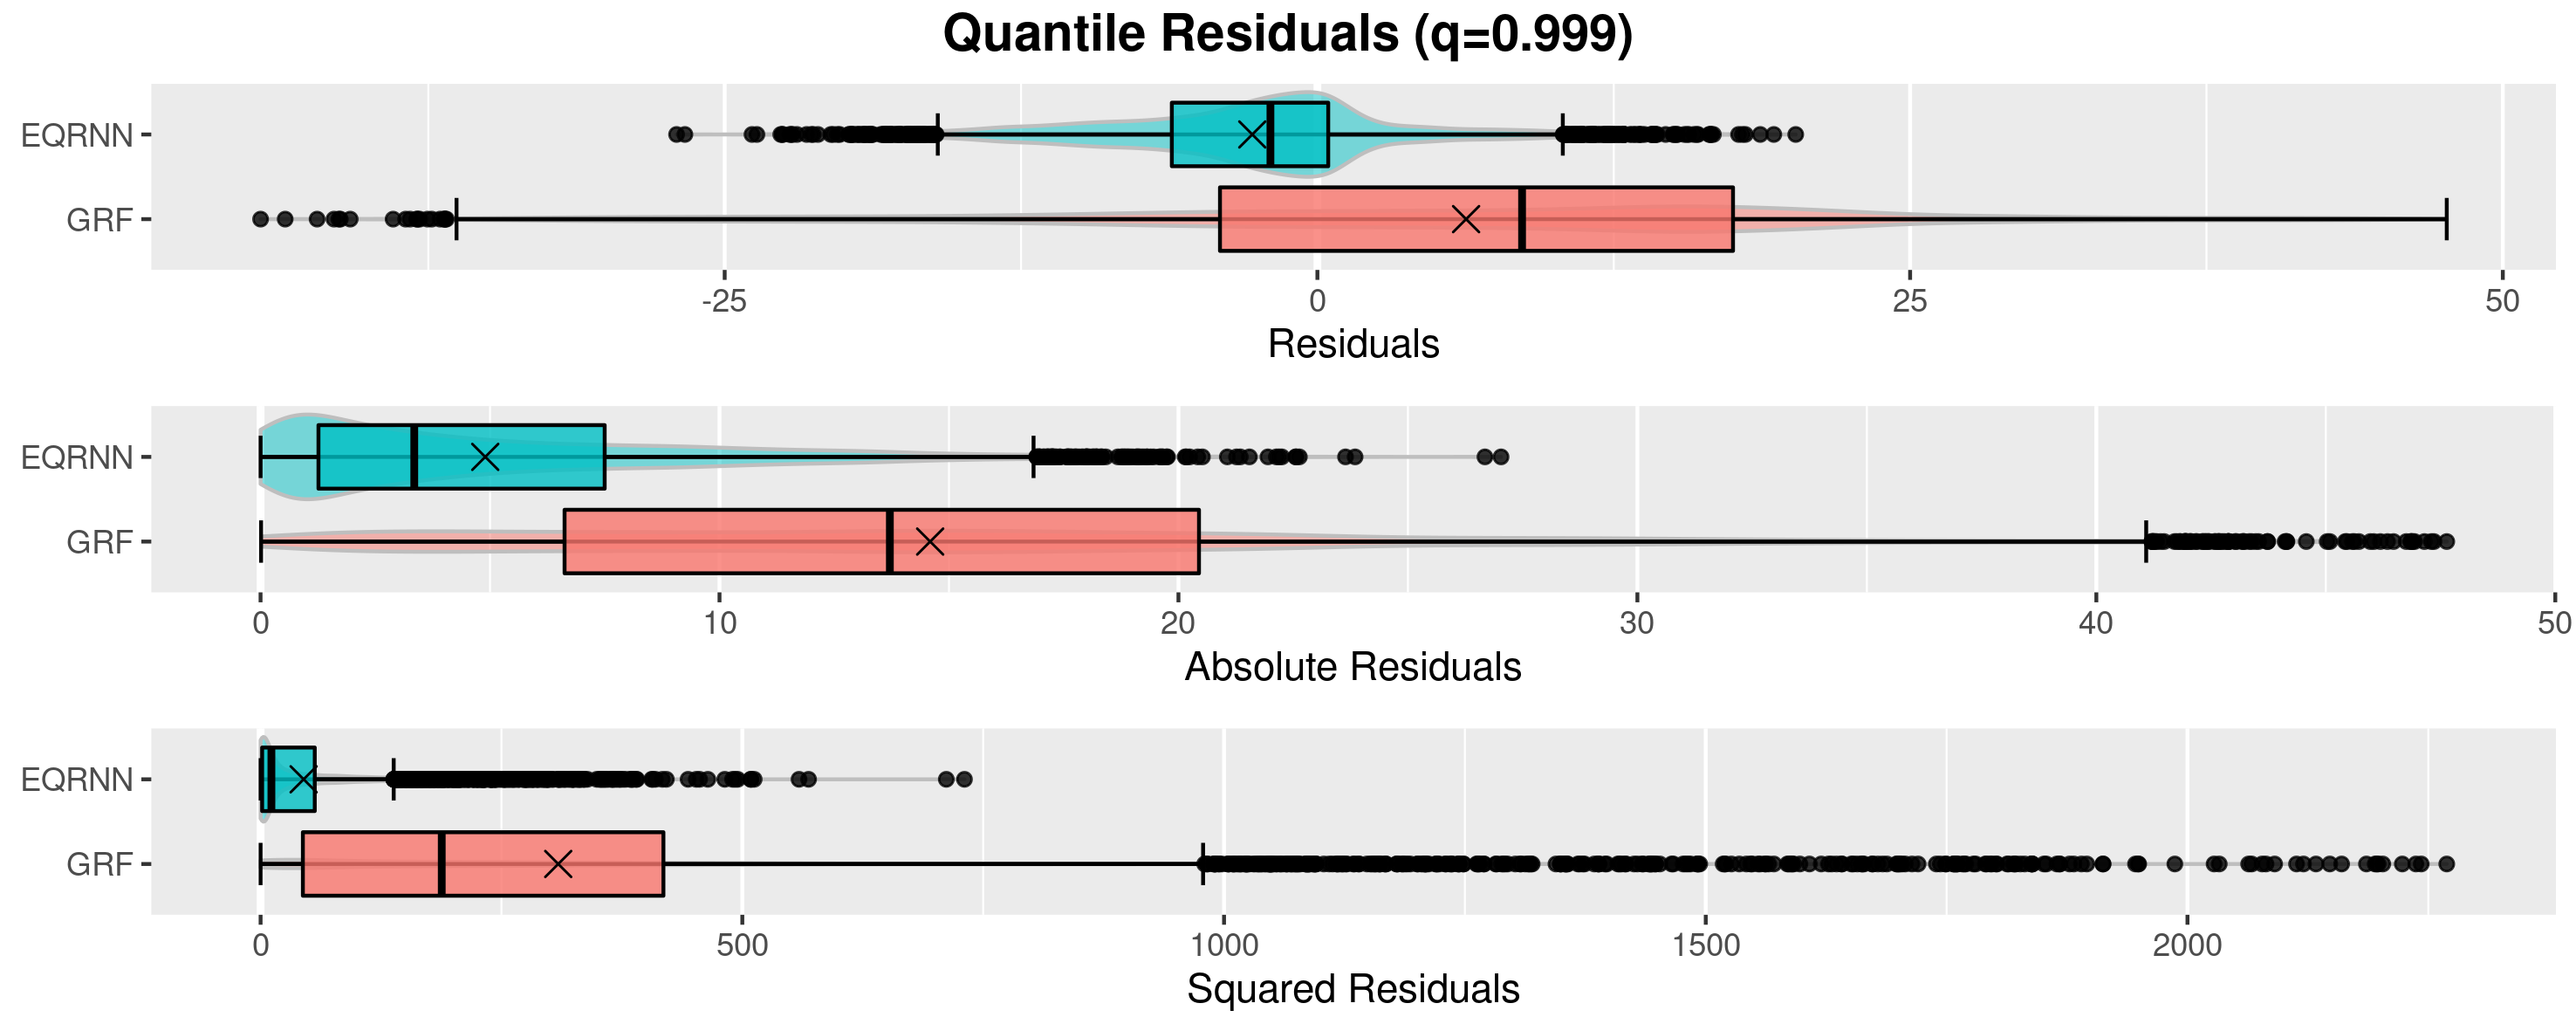 Quantile Residuals (q=0.999)
EQRNN
GRF
-25 0 25 50
Residuals
EQRNN
GRF
0 10 20 30 40 50
Absolute Residuals
EQRNN
GRF
0 500 1000 1500 2000
Squared Residuals